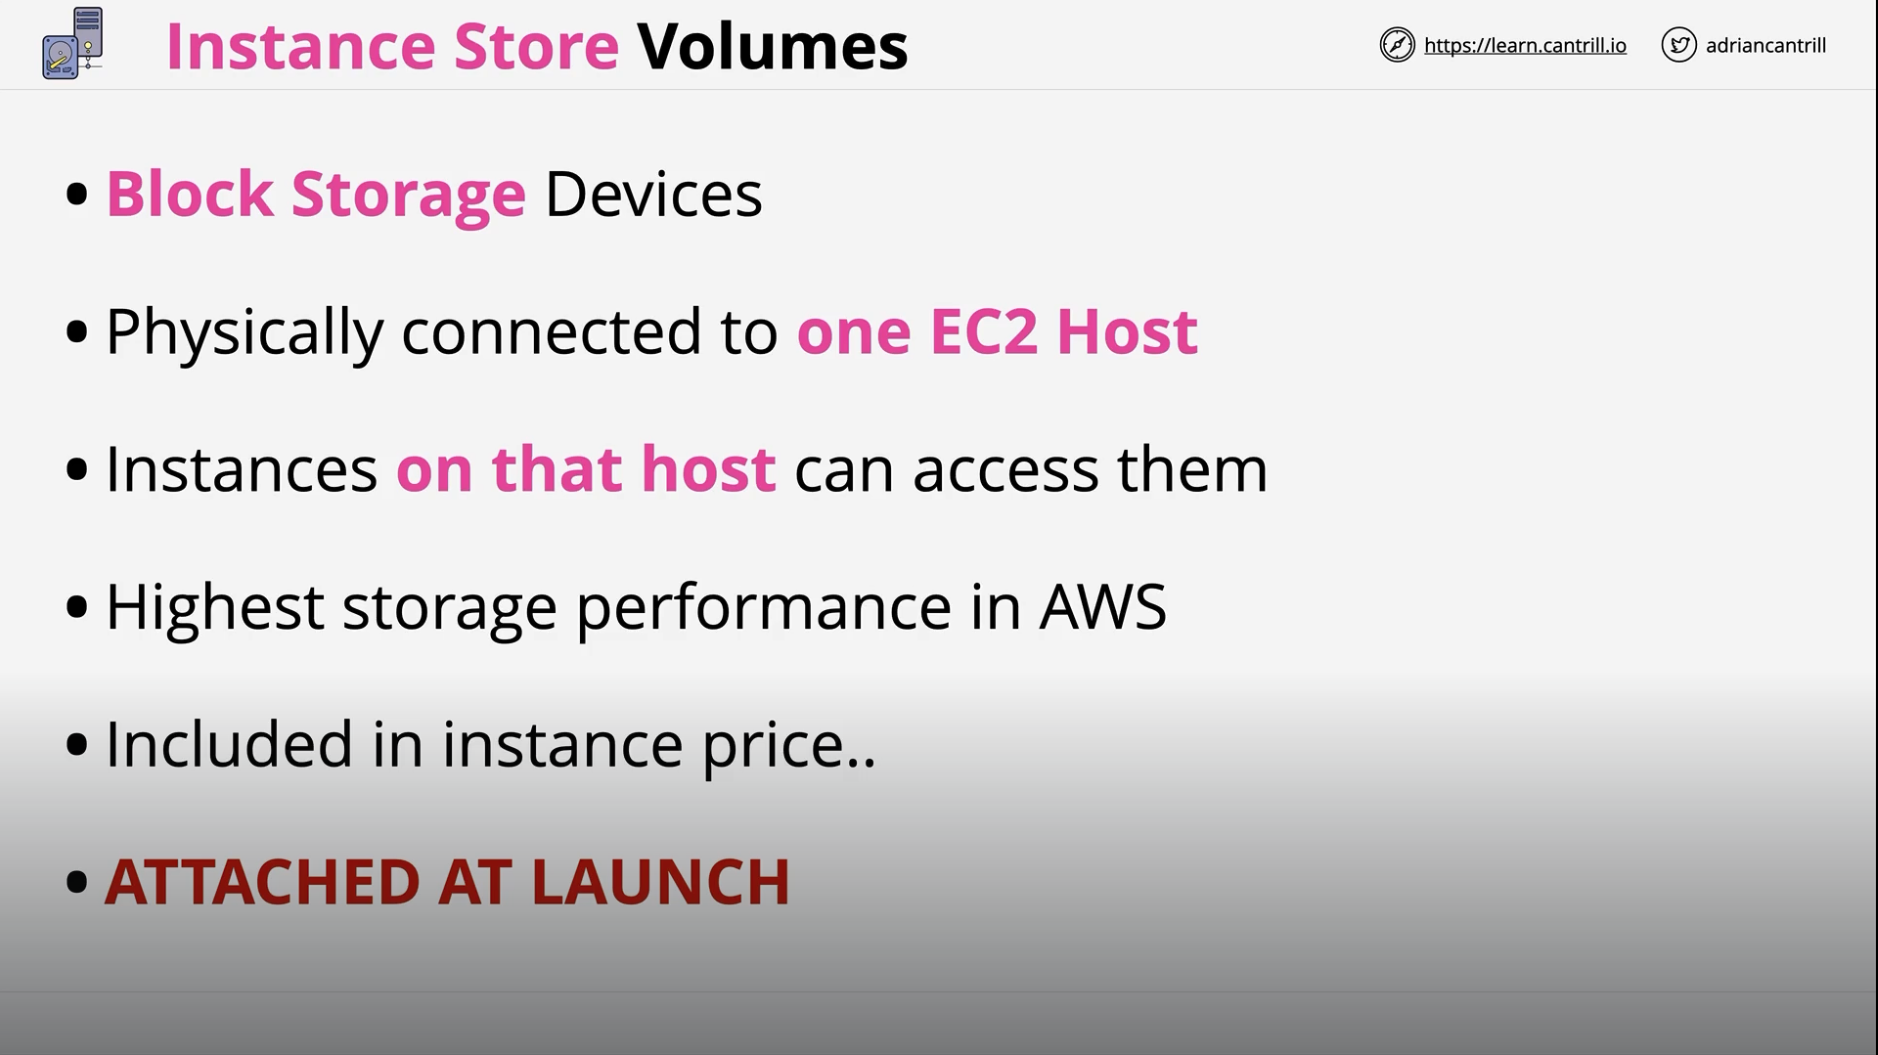 Instance Store Volumes
https://learn.cantrill.io
adriancantrill
• Block Storage Devices
• Physically connected to one EC2 Host
• Instances on that host can access them
• Highest storage performance in AWS
• Included in instance price..
• ATTACHED AT LAUNCH